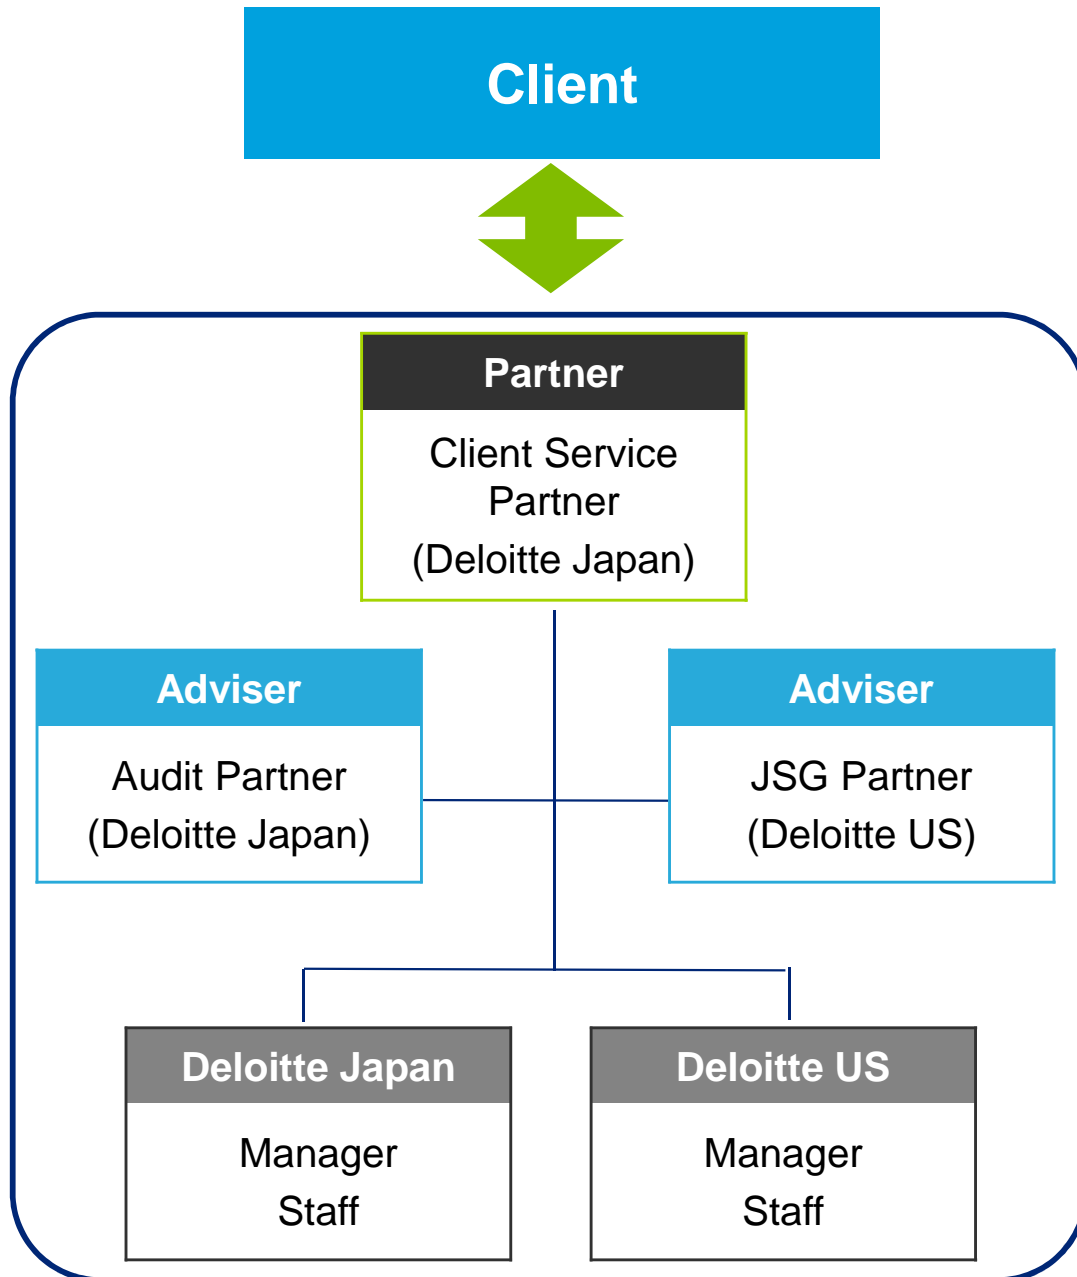 Client
Partner
Client Service
Partner
(Deloitte Japan)
Adviser
Audit Partner
(Deloitte Japan)
Adviser
JSG Partner
(Deloitte US)
Deloitte Japan
Manager
Staff
Deloitte US
Manager
Staff